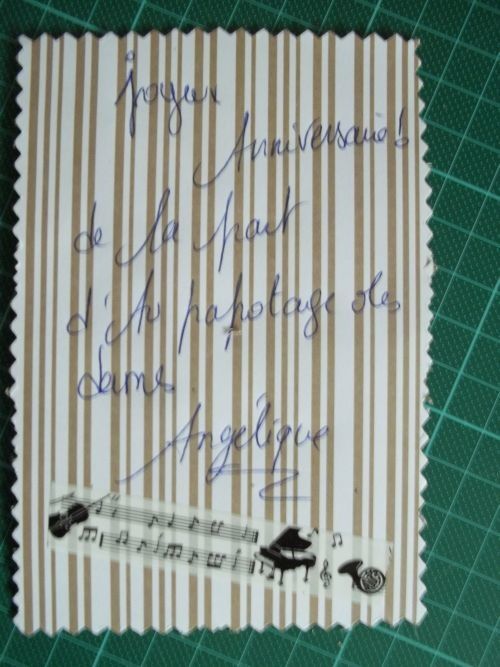 joyeux
Anniversaire!
de la part
d'Au papotage des
dames
Angélique